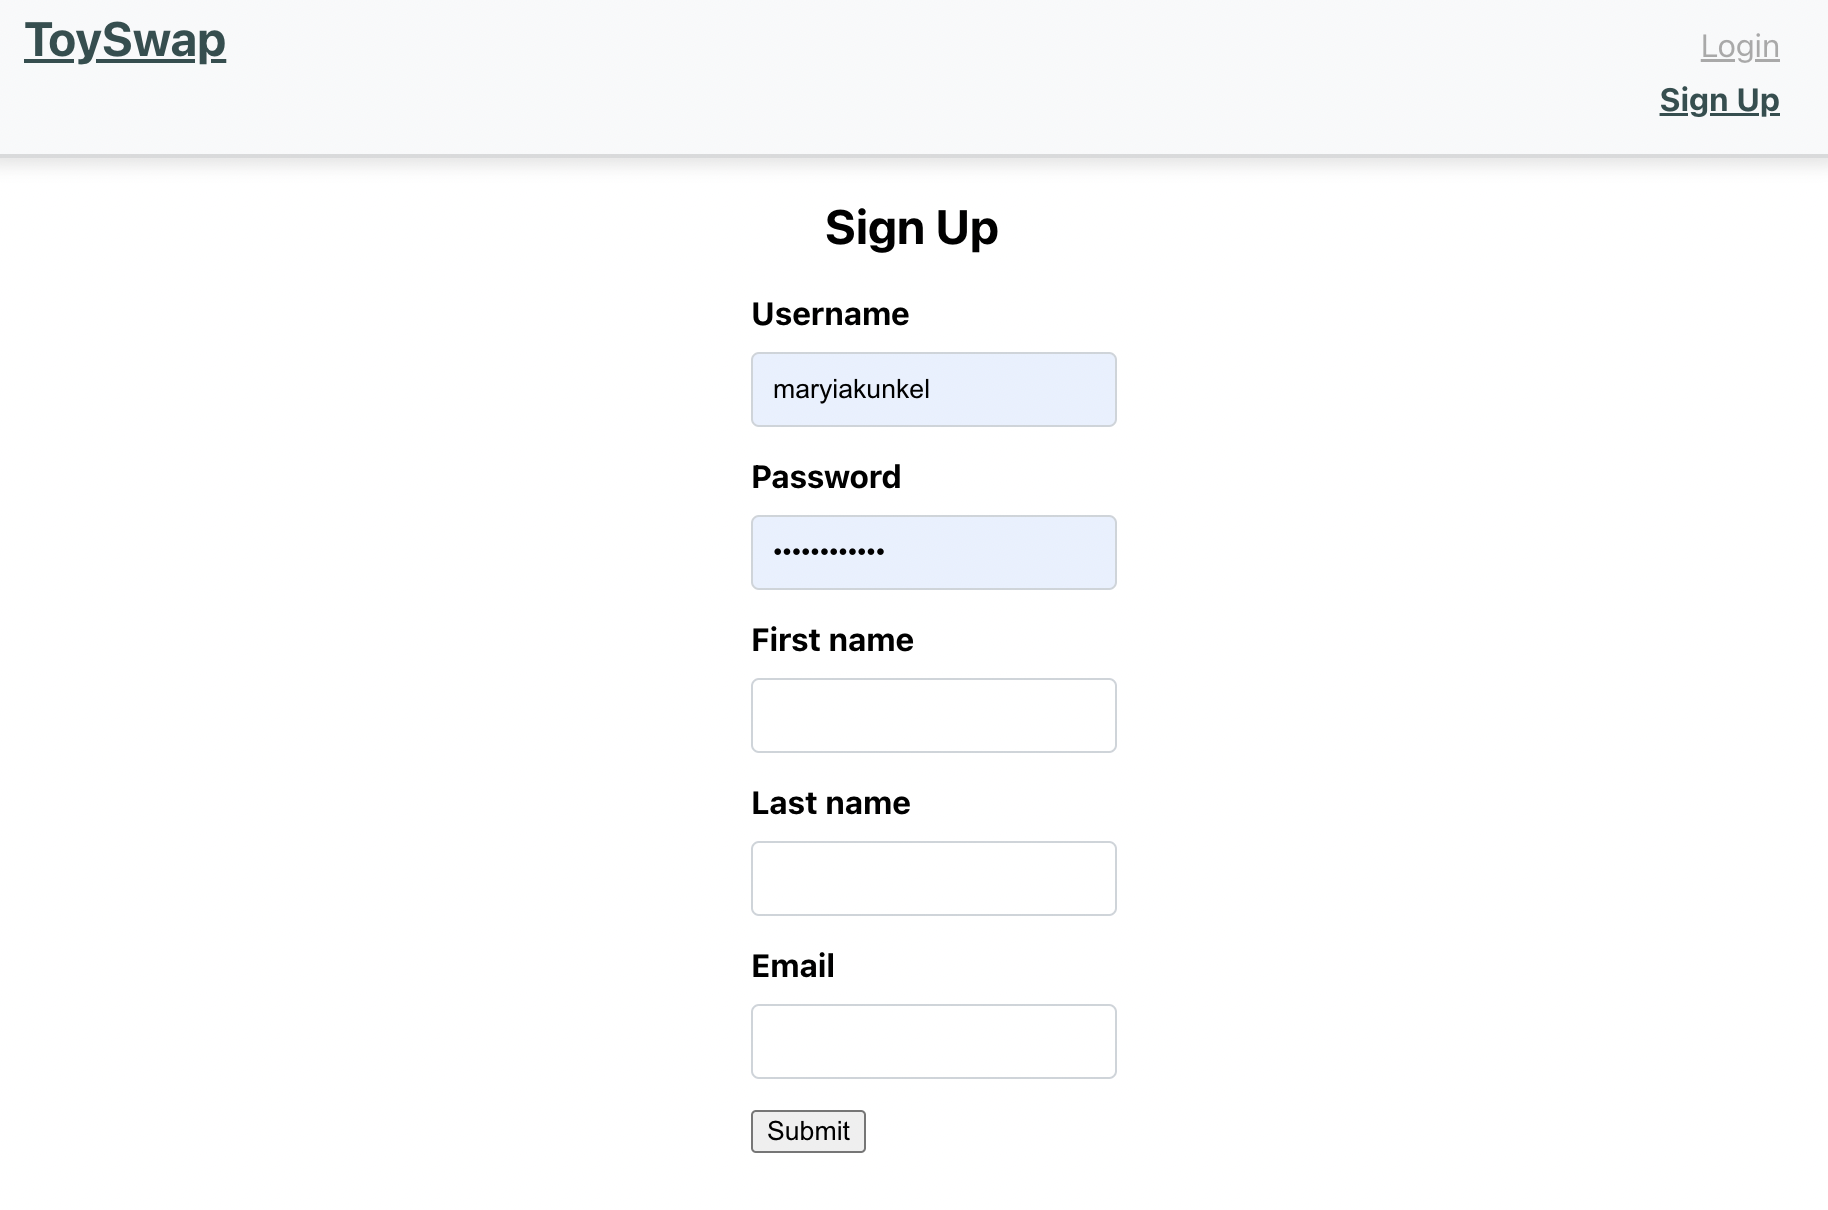 ToySwap
Login
Sign Up
Sign Up
Username
maryiakunkel
Password
••••••••••••
First name
Last name
Email
Submit